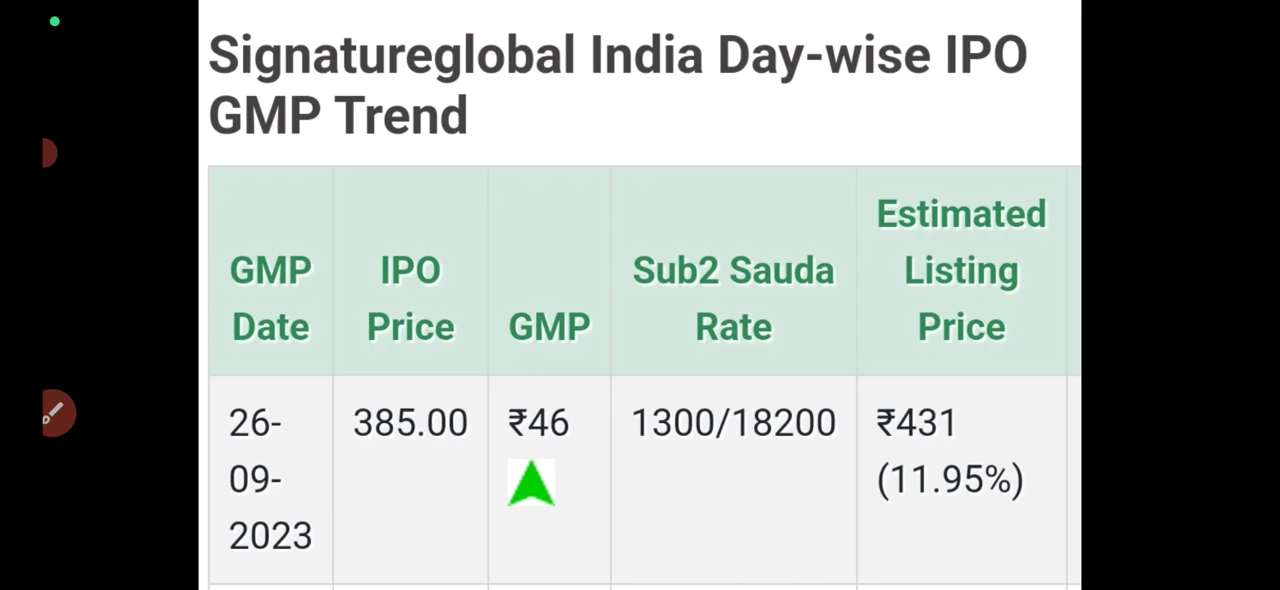 Signatureglobal India Day-wise IPO
GMP Trend
GMP
Date
IPO
Price
GMP
Sub2 Sauda
Rate
Estimated
Listing
Price
26-
09-
2023
385.00
₹46
1300/18200
₹431
(11.95%)